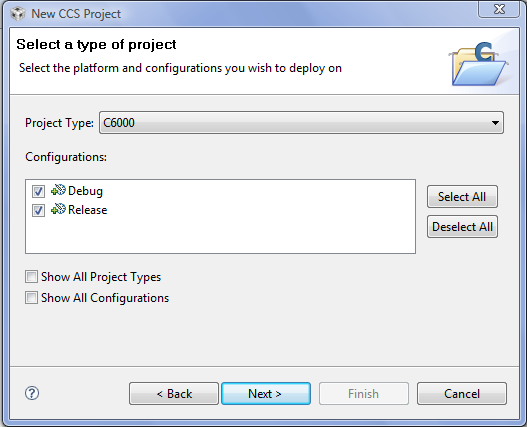 New CCS Project
Select a type of project
Select the platform and configurations you wish to deploy on
C
Project Type: C6000
Configurations:
Debug
Release
Select All
Deselect All
Show All Project Types
Show All Configurations
?
< Back
Next >
Finish
Cancel